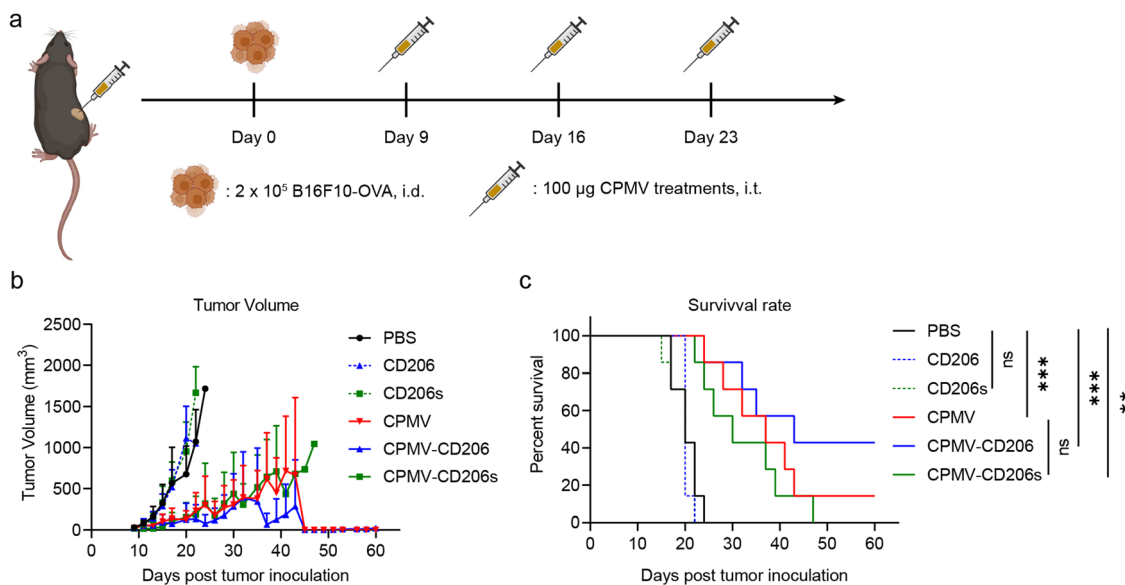 a
Day 0
Day 9
Day 16
Day 23
: 2 x 10⁵ B16F10-OVA, i.d.
: 100 µg CPMV treatments, i.t.
b
Tumor Volume
Tumor Volume (mm³)
2500
2000
1500
1000
500
0
0
10
20
30
40
50
60
Days post tumor inoculation
PBS
CD206
CD206s
CPMV
CPMV-CD206
CPMV-CD206s
c
Survivval rate
Percent survival
100
80
60
40
20
0
0
20
40
60
Days post tumor inoculation
PBS
CD206
CD206s
CPMV
CPMV-CD206
CPMV-CD206s
ns
***
ns
***
**